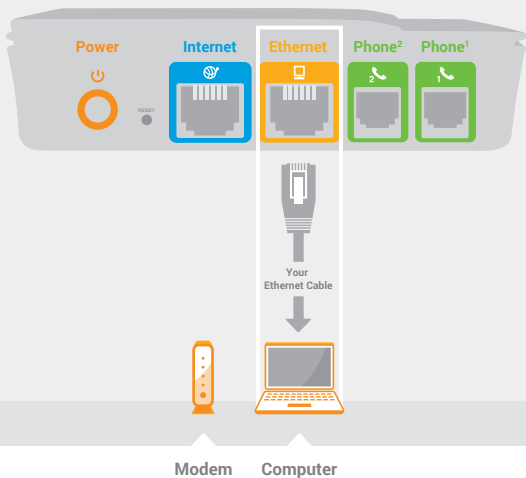 Power Internet Ethernet Phone² Phone¹
2 1
RESET
Your
Ethernet Cable
Modem Computer